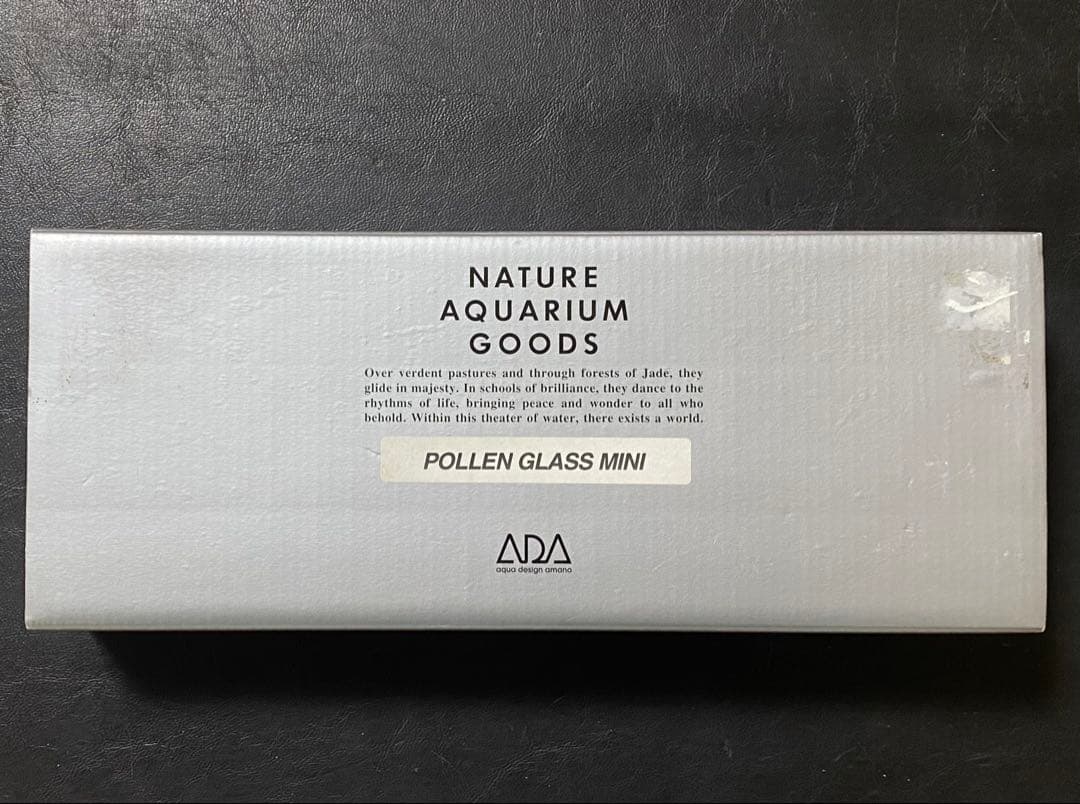 NATURE
AQUARIUM
GOODS
Over verdent pastures and through forests of Jade, they
glide in majesty. In schools of brilliance, they dance to the
rhythms of life, bringing peace and wonder to all who
behold. Within this theater of water, there exists a world.
POLLEN GLASS MINI
ADA
aqua design amano